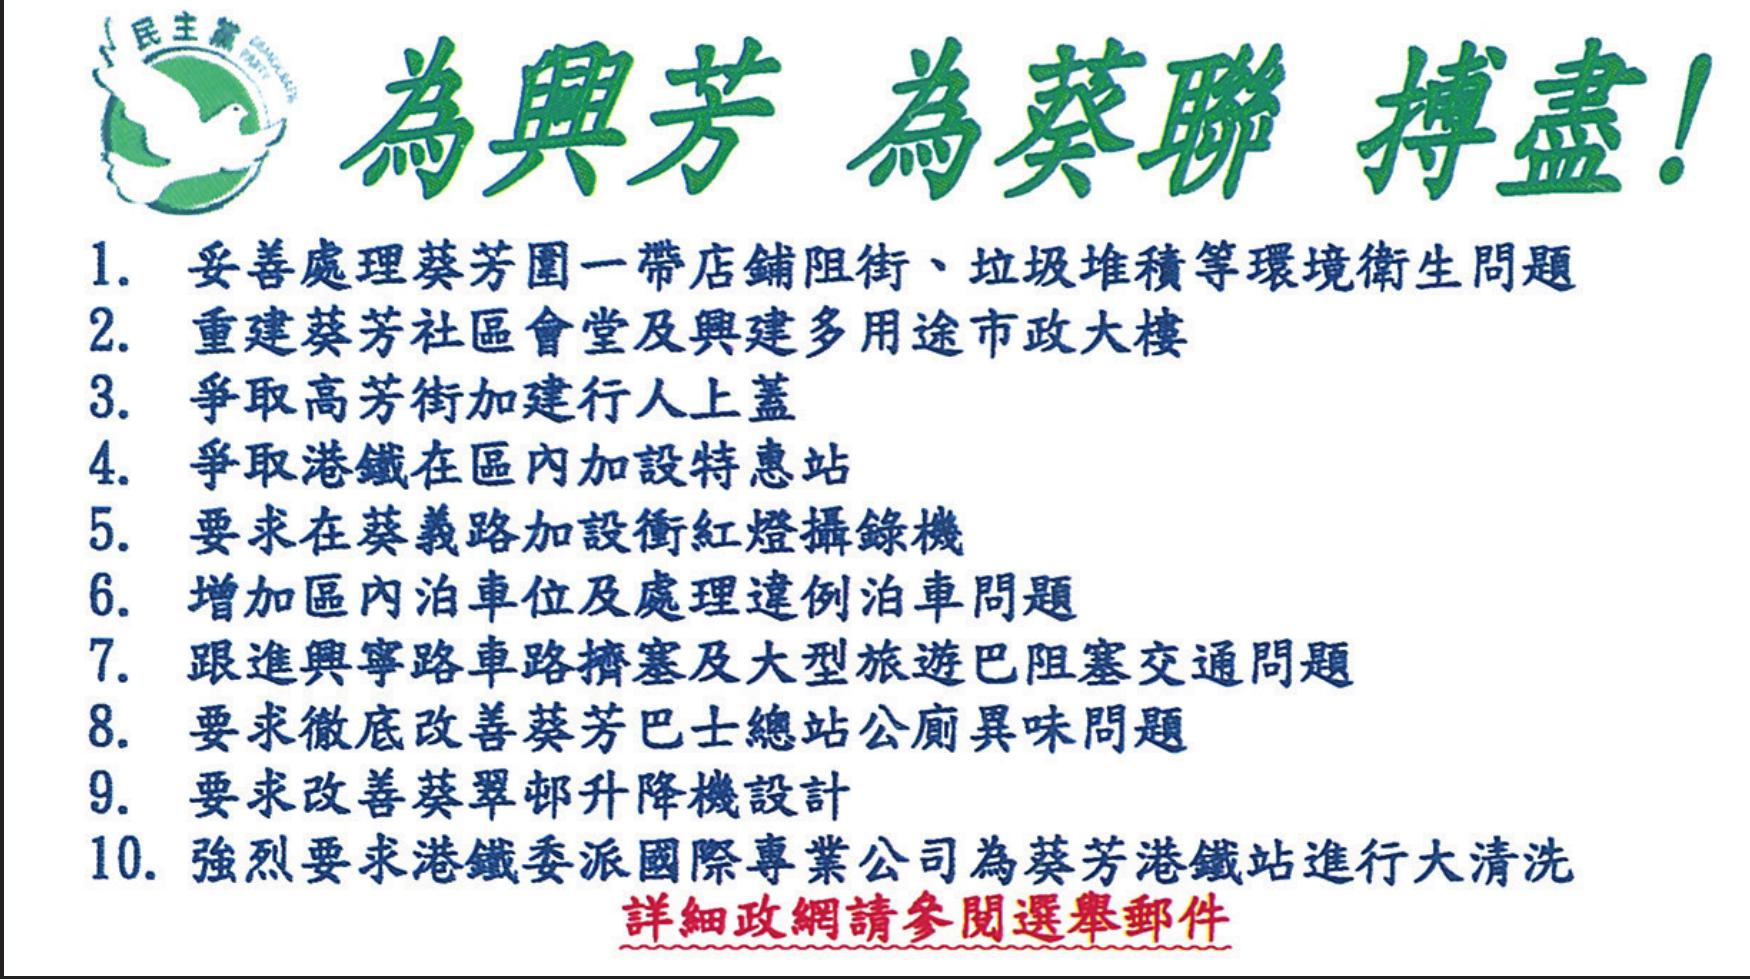 民主黨
DEMOCRATIC PARTY
為興芳 為葵聯 搏盡!
1. 妥善處理葵芳圍一帶店鋪阻街、垃圾堆積等環境衛生問題
2. 重建葵芳社區會堂及興建多用途市政大樓
3. 爭取高芳街加建行人上蓋
4. 爭取港鐵在區內加設特惠站
5. 要求在葵義路加設衝紅燈攝錄機
6. 增加區內泊車位及處理違例泊車問題
7. 跟進興寧路車路擠塞及大型旅遊巴阻塞交通問題
8. 要求徹底改善葵芳巴士總站公廁異味問題
9. 要求改善葵翠邨升降機設計
10. 強烈要求港鐵委派國際專業公司為葵芳港鐵站進行大清洗
詳細政網請參閱選舉郵件